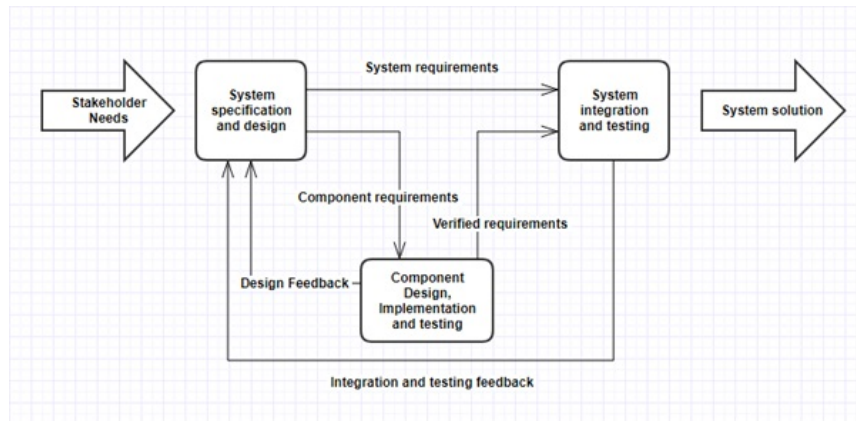 System requirements
Stakeholder
Needs
System
specification
and design
System
integration
and testing
System solution
Component requirements
Verified requirements
Design Feedback
Component
Design,
Implementation
and testing
Integration and testing feedback